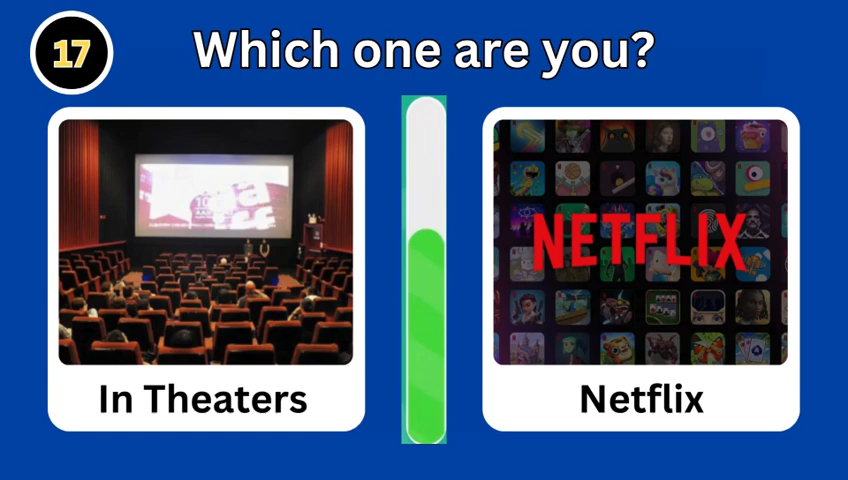 17
Which one are you?
NETFLIX
In Theaters
Netflix